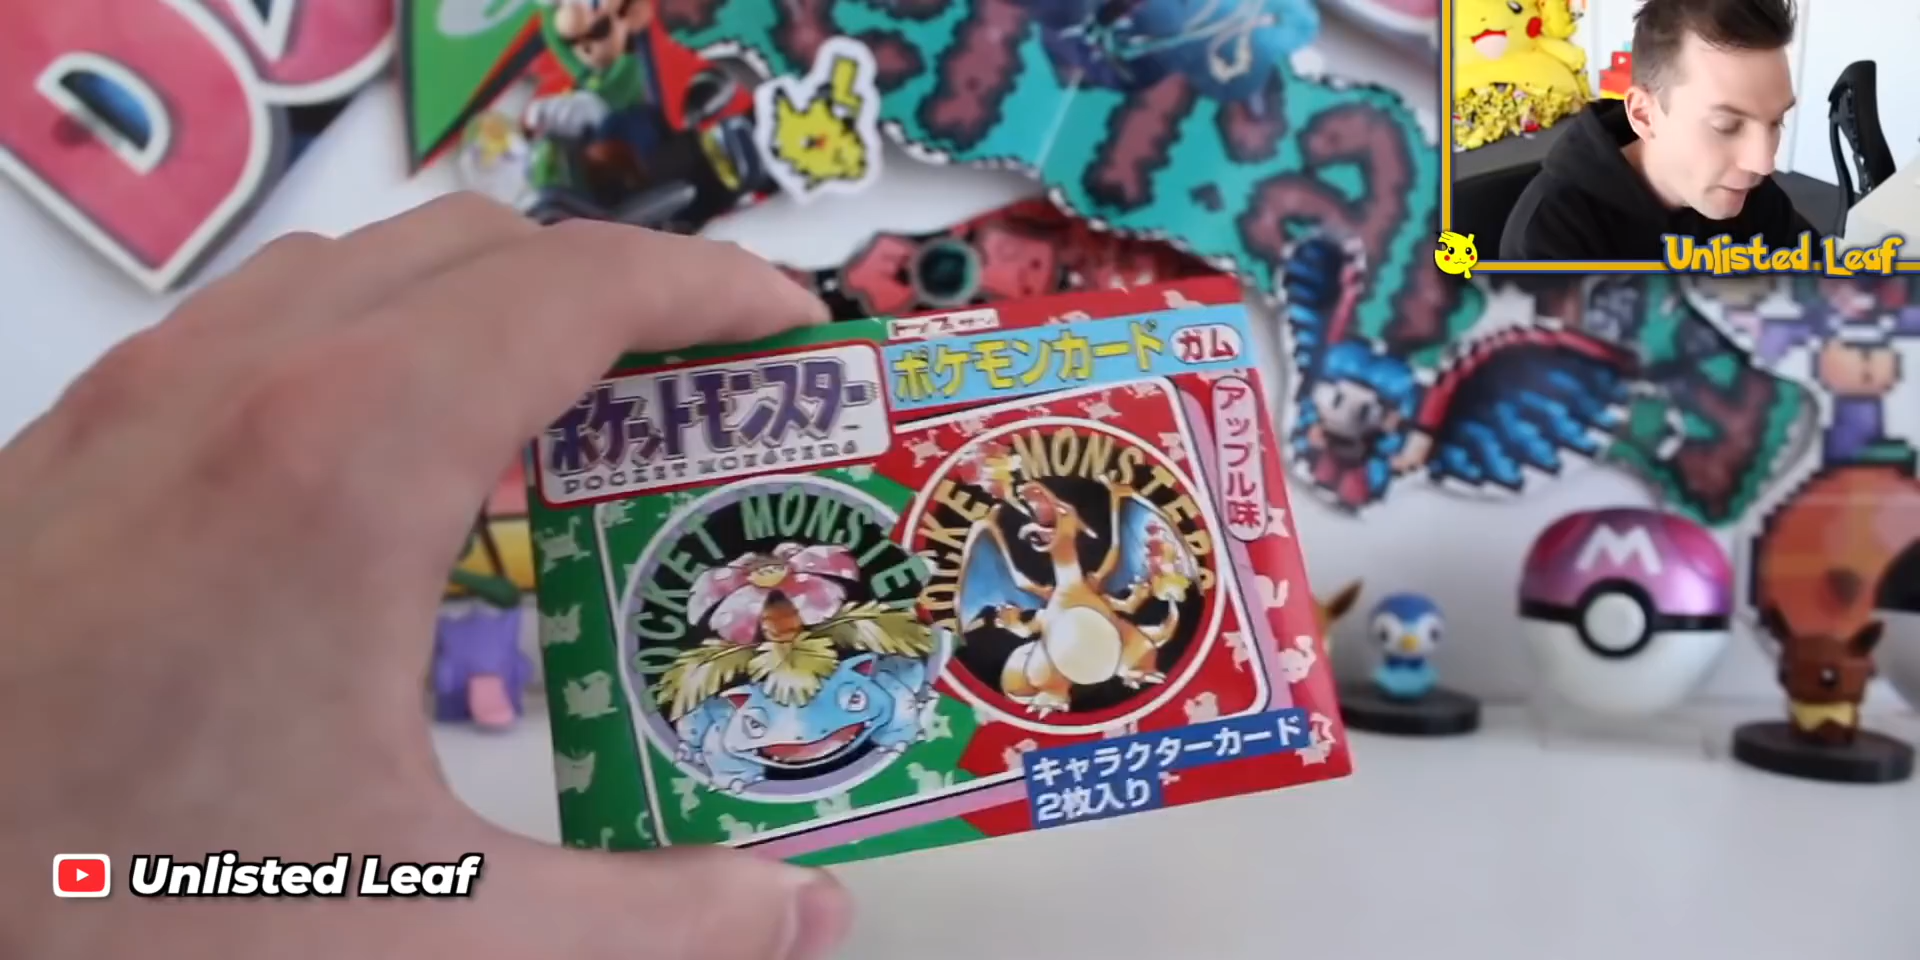 Unlisted.Leaf
トップサン
ポケモンカード ガム
ポケットモンスター
POCKET MONSTERS
アップル味
POCKET MONSTE
POCKE MONSTERS
M
キャラクターカード
2枚入り
Unlisted Leaf